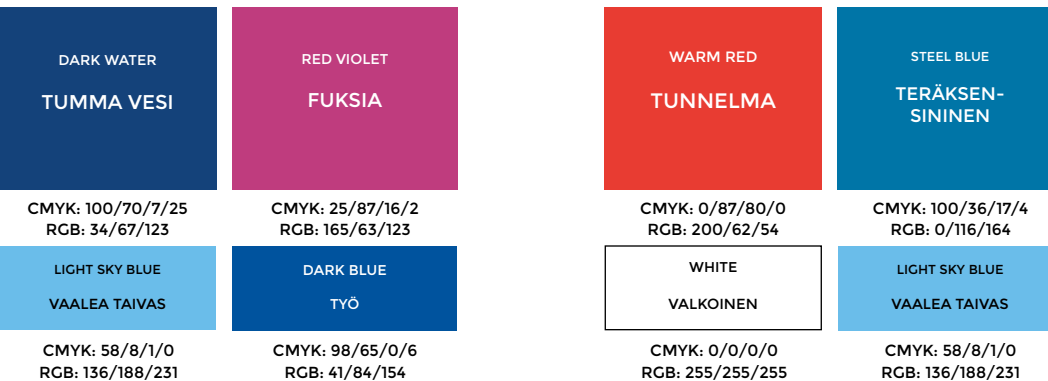 DARK WATER
TUMMA VESI
CMYK: 100/70/7/25
RGB: 34/67/123
RED VIOLET
FUKSIA
CMYK: 25/87/16/2
RGB: 165/63/123
LIGHT SKY BLUE
VAALEA TAIVAS
CMYK: 58/8/1/0
RGB: 136/188/231
DARK BLUE
TYÖ
CMYK: 98/65/0/6
RGB: 41/84/154
WARM RED
TUNNELMA
CMYK: 0/87/80/0
RGB: 200/62/54
STEEL BLUE
TERÄKSEN-
SININEN
CMYK: 100/36/17/4
RGB: 0/116/164
WHITE
VALKOINEN
CMYK: 0/0/0/0
RGB: 255/255/255
LIGHT SKY BLUE
VAALEA TAIVAS
CMYK: 58/8/1/0
RGB: 136/188/231